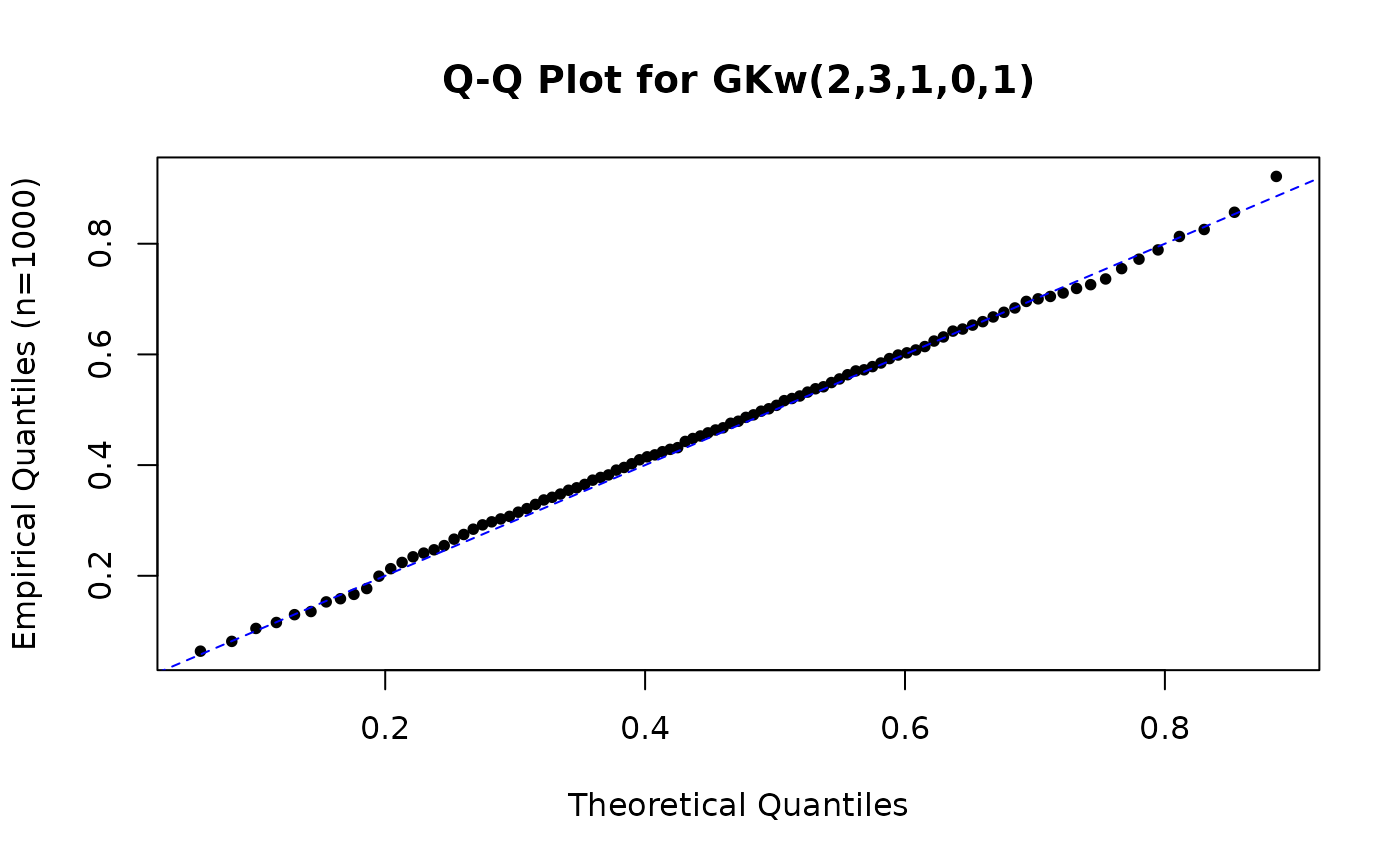 Q-Q Plot for GKw(2,3,1,0,1)
Empirical Quantiles (n=1000)
0.8
0.6
0.4
0.2
0.2 0.4 0.6 0.8
Theoretical Quantiles